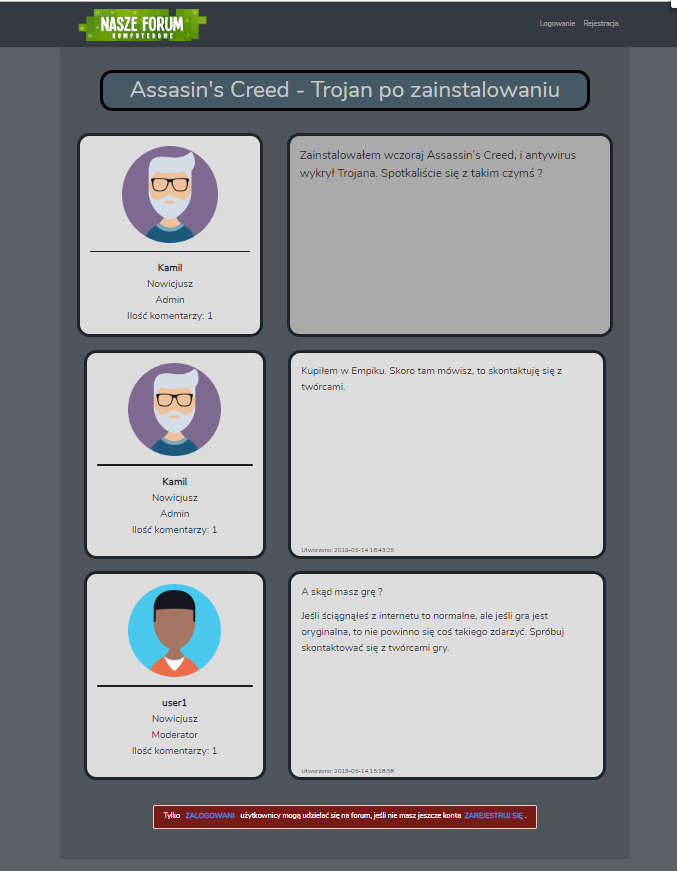 NASZE FORUM
KOMPUTEROWE
Logowanie Rejestracja
Assasin's Creed - Trojan po zainstalowaniu
Zainstalowałem wczoraj Assassin's Creed, i antywirus
wykrył Trojana. Spotkaliście się z takim czymś ?
Kamil
Nowicjusz
Admin
Ilość komentarzy: 1
Kupiłem w Empiku. Skoro tam mówisz, to skontaktuję się z
twórcami.
Kamil
Nowicjusz
Admin
Ilość komentarzy: 1
Utworzono: 2019-05-14 16:43:25
A skąd masz grę ?
Jeśli ściągnąłeś z internetu to normalne, ale jeśli gra jest
oryginalna, to nie powinno się coś takiego zdarzyć. Spróbuj
skontaktować się z twórcami gry.
user1
Nowicjusz
Moderator
Ilość komentarzy: 1
Utworzono: 2019-05-14 15:18:58
Tylko ZALOGOWANI użytkownicy mogą udzielać się na forum, jeśli nie masz jeszcze konta ZAREJESTRUJ SIĘ .